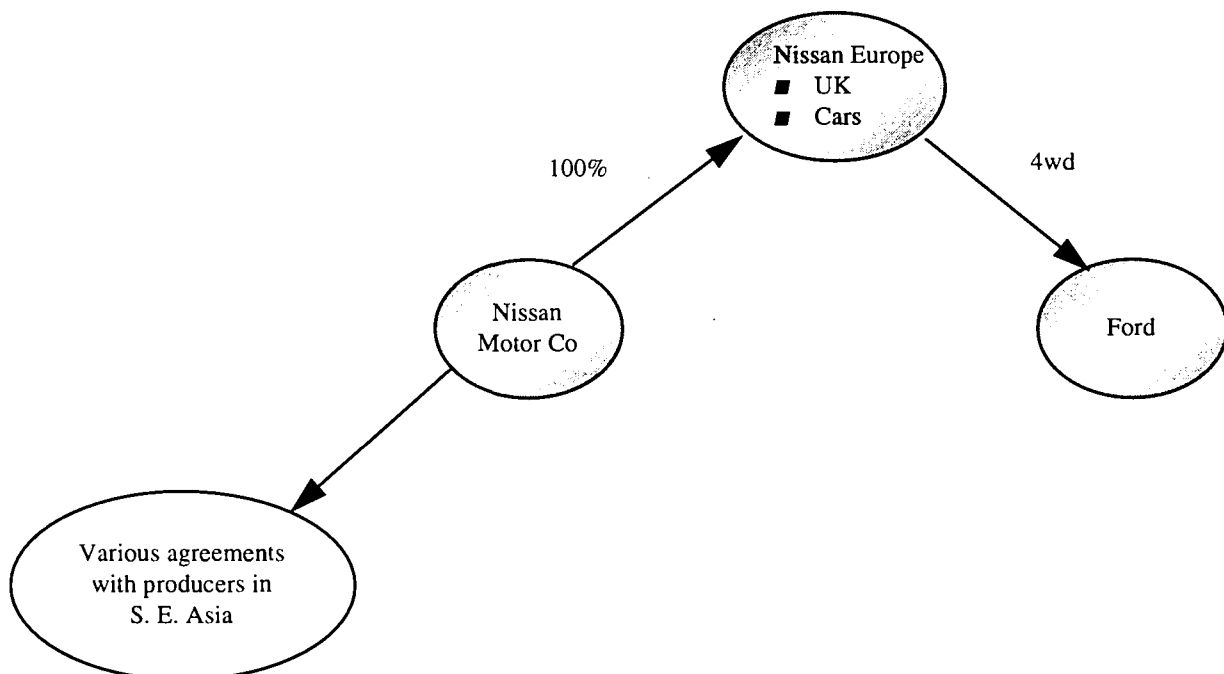 Nissan Europe
■ UK
■ Cars
100%
4wd
Nissan
Motor Co
Ford
Various agreements
with producers in
S. E. Asia